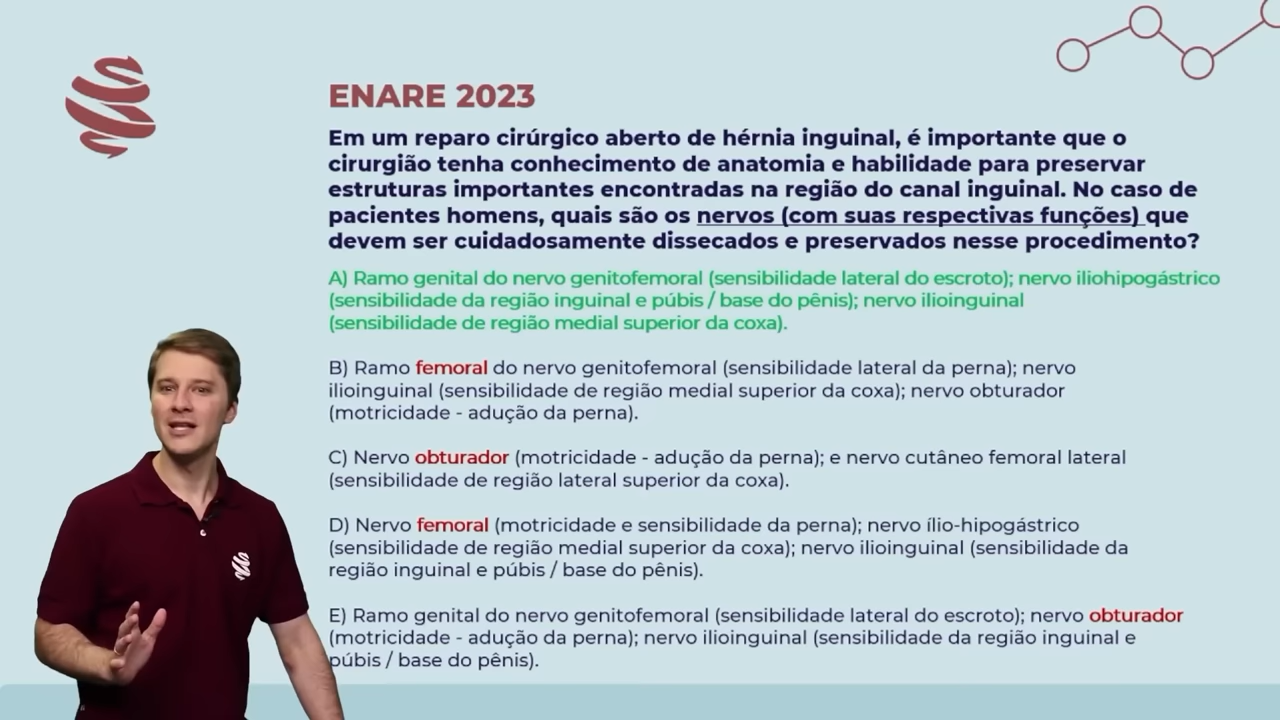 ENARE 2023
Em um reparo cirúrgico aberto de hérnia inguinal, é importante que o
cirurgião tenha conhecimento de anatomia e habilidade para preservar
estruturas importantes encontradas na região do canal inguinal. No caso de
pacientes homens, quais são os nervos (com suas respectivas funções) que
devem ser cuidadosamente dissecados e preservados nesse procedimento?
A) Ramo genital do nervo genitofemoral (sensibilidade lateral do escroto); nervo iliohipogástrico
(sensibilidade da região inguinal e púbis / base do pênis); nervo ilioinguinal
(sensibilidade de região medial superior da coxa).
B) Ramo femoral do nervo genitofemoral (sensibilidade lateral da perna); nervo
ilioinguinal (sensibilidade de região medial superior da coxa); nervo obturador
(motricidade - adução da perna).
C) Nervo obturador (motricidade - adução da perna); e nervo cutâneo femoral lateral
(sensibilidade de região lateral superior da coxa).
D) Nervo femoral (motricidade e sensibilidade da perna); nervo ílio-hipogástrico
(sensibilidade de região medial superior da coxa); nervo ilioinguinal (sensibilidade da
região inguinal e púbis / base do pênis).
E) Ramo genital do nervo genitofemoral (sensibilidade lateral do escroto); nervo obturador
(motricidade - adução da perna); nervo ilioinguinal (sensibilidade da região inguinal e
púbis / base do pênis).